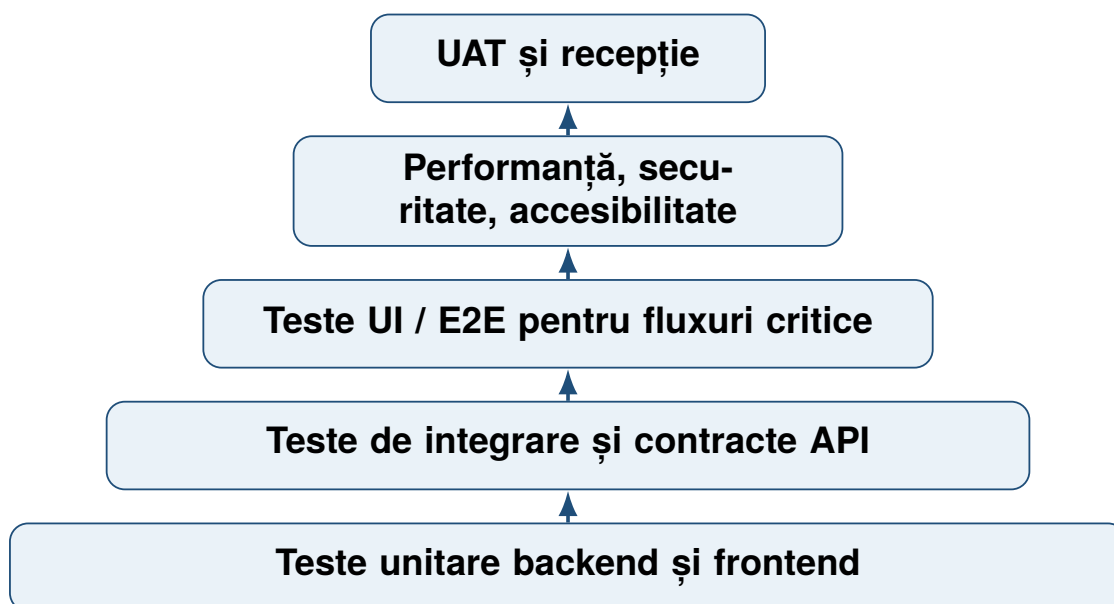 UAT și recepție
Performanță, secu-
ritate, accesibilitate
Teste UI / E2E pentru fluxuri critice
Teste de integrare și contracte API
Teste unitare backend și frontend